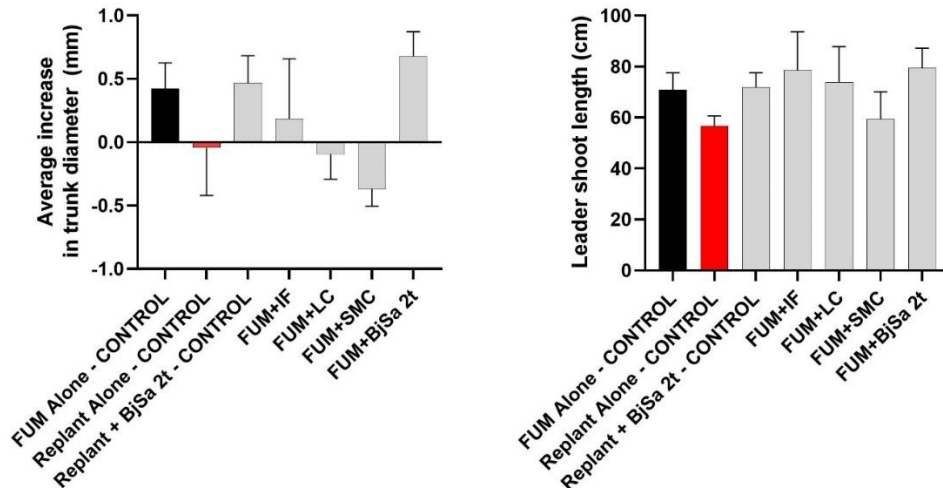 Average increase
in trunk diameter (mm)
1.0
0.5
0.0
-0.5
-1.0
FUM Alone - CONTROL
Replant Alone - CONTROL
Replant + BjSa 2t - CONTROL
FUM+IF
FUM+LC
FUM+SMC
FUM+BjSa 2t
Leader shoot length (cm)
100
80
60
40
20
0
FUM Alone - CONTROL
Replant Alone - CONTROL
Replant + BjSa 2t - CONTROL
FUM+IF
FUM+LC
FUM+SMC
FUM+BjSa 2t